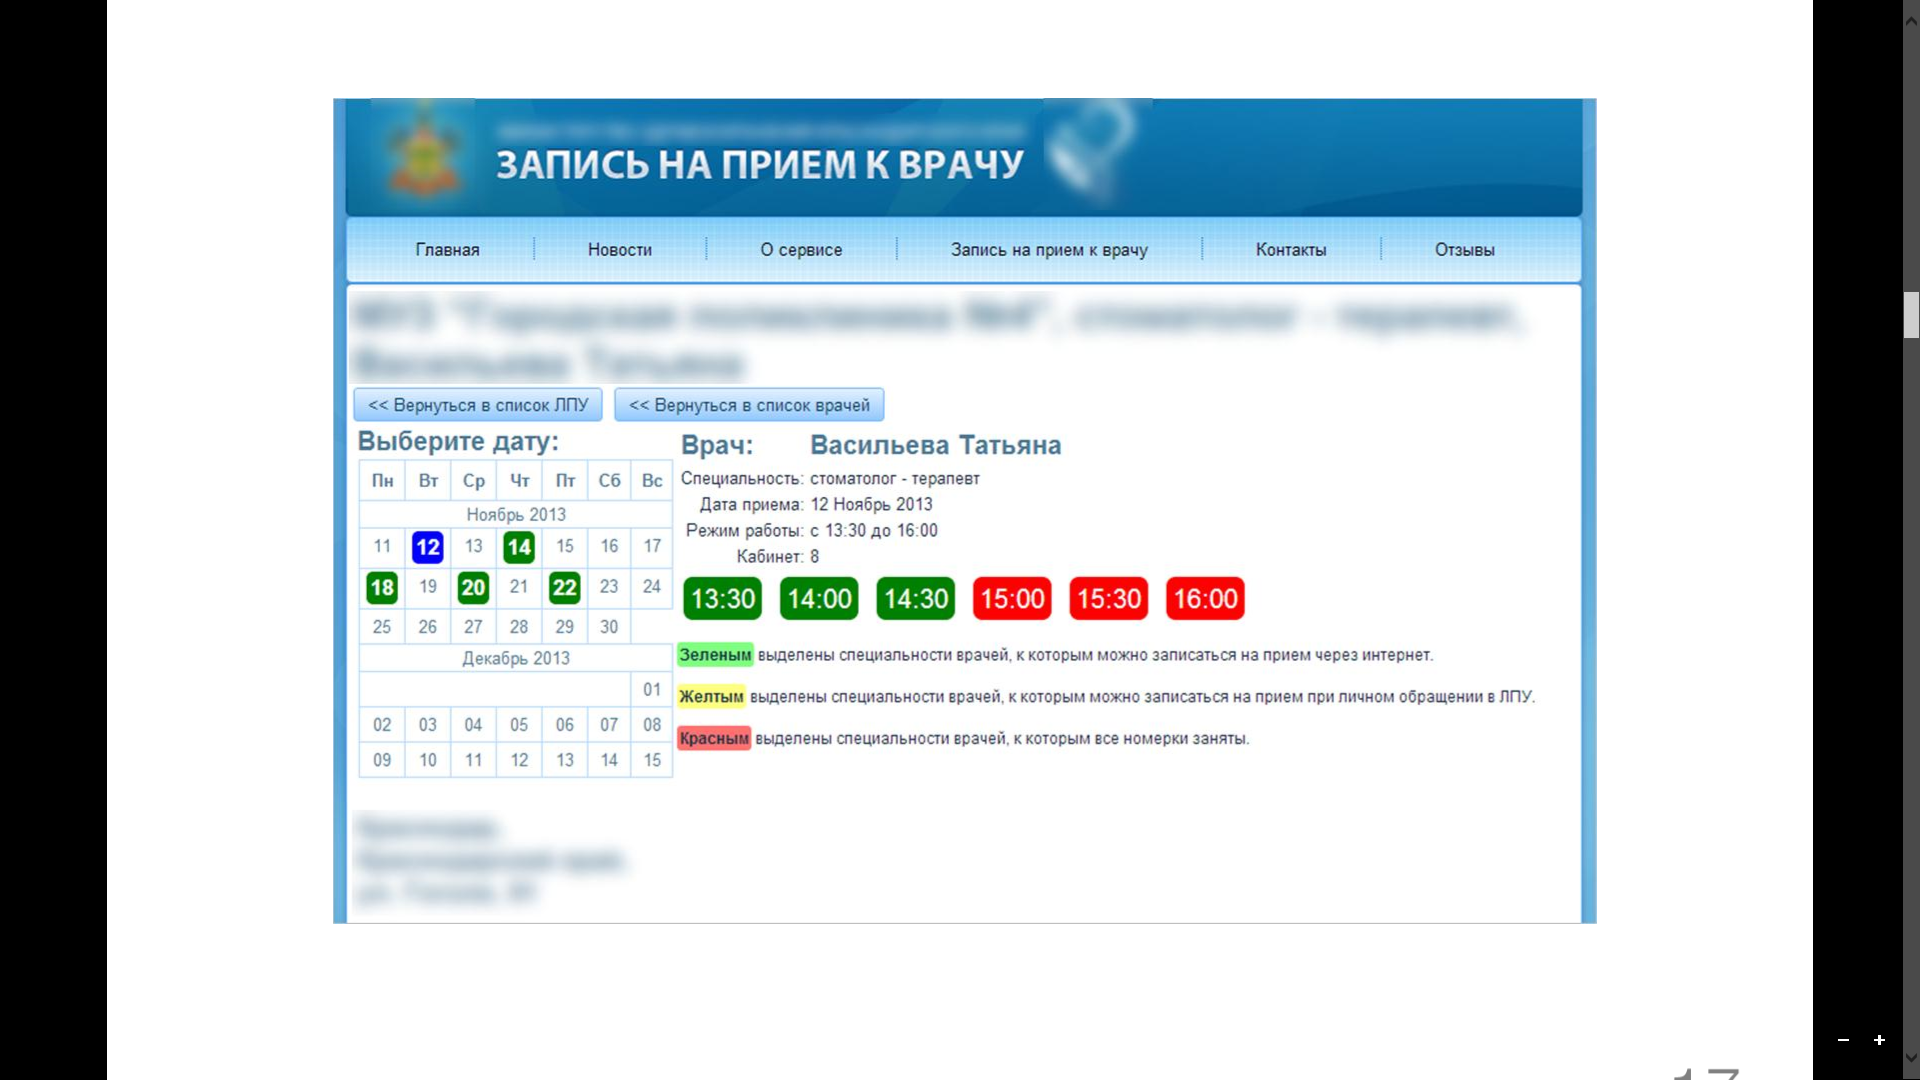 ЗАПИСЬ НА ПРИЕМ К ВРАЧУ
Главная Новости О сервисе Запись на прием к врачу Контакты Отзывы
<< Вернуться в список ЛПУ << Вернуться в список врачей
Выберите дату:
Пн Вт Ср Чт Пт Сб Вс
Ноябрь 2013
11 12 13 14 15 16 17
18 19 20 21 22 23 24
25 26 27 28 29 30
Декабрь 2013
01
02 03 04 05 06 07 08
09 10 11 12 13 14 15
Врач: Васильева Татьяна
Специальность: стоматолог - терапевт
Дата приема: 12 Ноябрь 2013
Режим работы: с 13:30 до 16:00
Кабинет: 8
13:30 14:00 14:30 15:00 15:30 16:00
Зеленым выделены специальности врачей, к которым можно записаться на прием через интернет.
Желтым выделены специальности врачей, к которым можно записаться на прием при личном обращении в ЛПУ.
Красным выделены специальности врачей, к которым все номерки заняты.